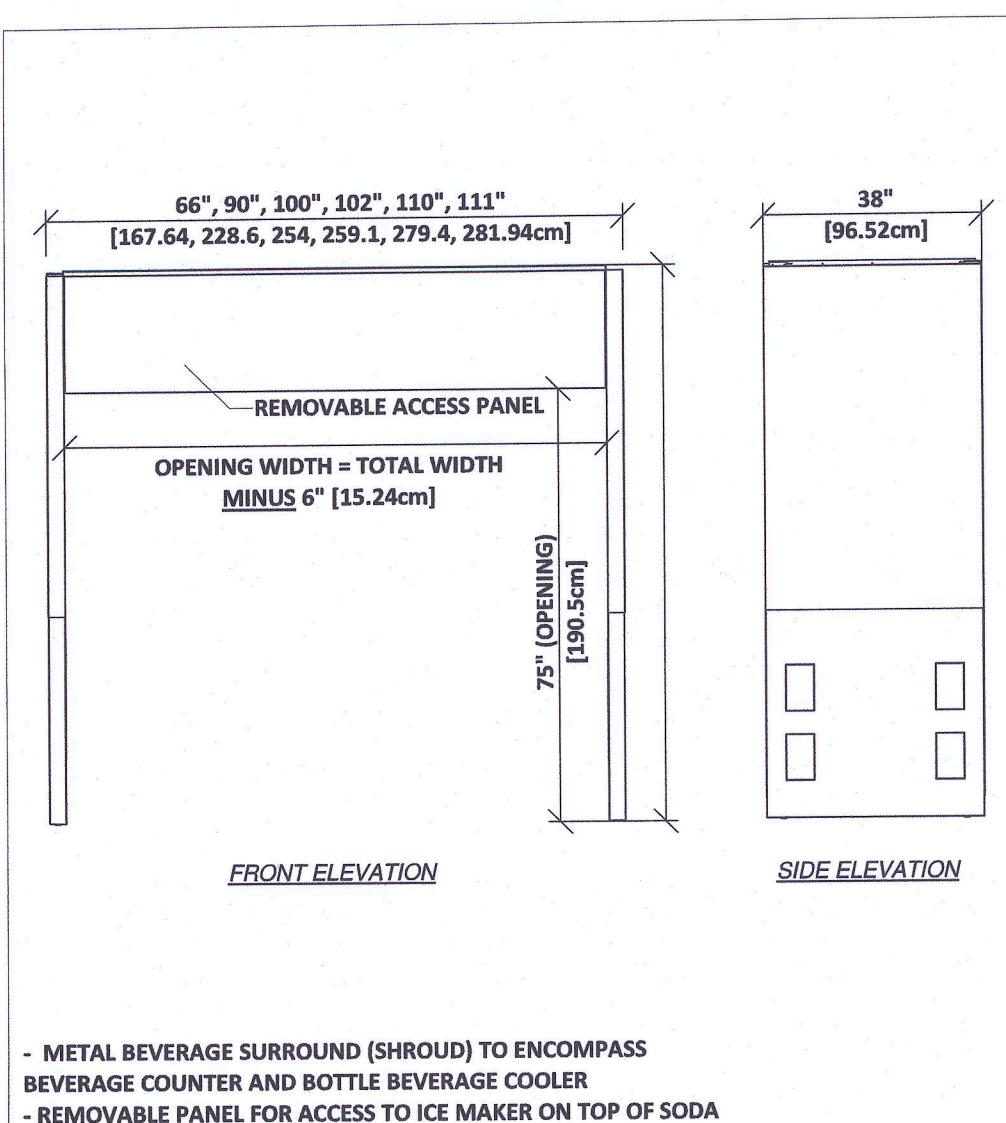 66", 90", 100", 102", 110", 111"
[167.64, 228.6, 254, 259.1, 279.4, 281.94cm]
38"
[96.52cm]
REMOVABLE ACCESS PANEL
OPENING WIDTH = TOTAL WIDTH
MINUS 6" [15.24cm]
75" (OPENING)
[190.5cm]
FRONT ELEVATION
SIDE ELEVATION
- METAL BEVERAGE SURROUND (SHROUD) TO ENCOMPASS
BEVERAGE COUNTER AND BOTTLE BEVERAGE COOLER
- REMOVABLE PANEL FOR ACCESS TO ICE MAKER ON TOP OF SODA